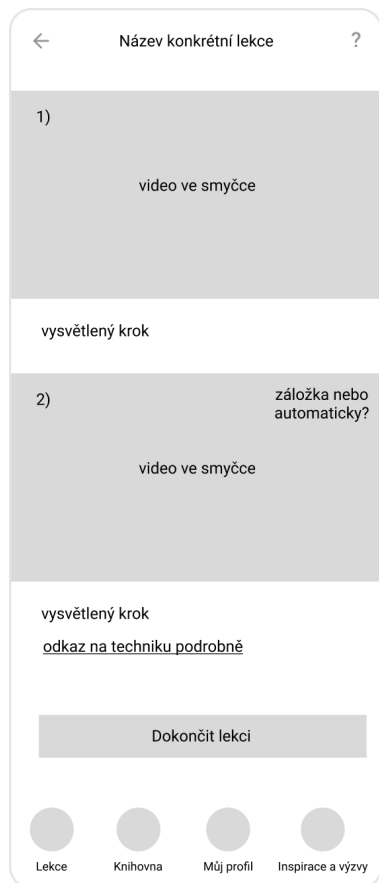 Název konkrétní lekce ?
1)
video ve smyčce
vysvětlený krok
2)
záložka nebo
automaticky?
video ve smyčce
vysvětlený krok
odkaz na techniku podrobně
Dokončit lekci
Lekce Knihovna Můj profil Inspirace a výzvy